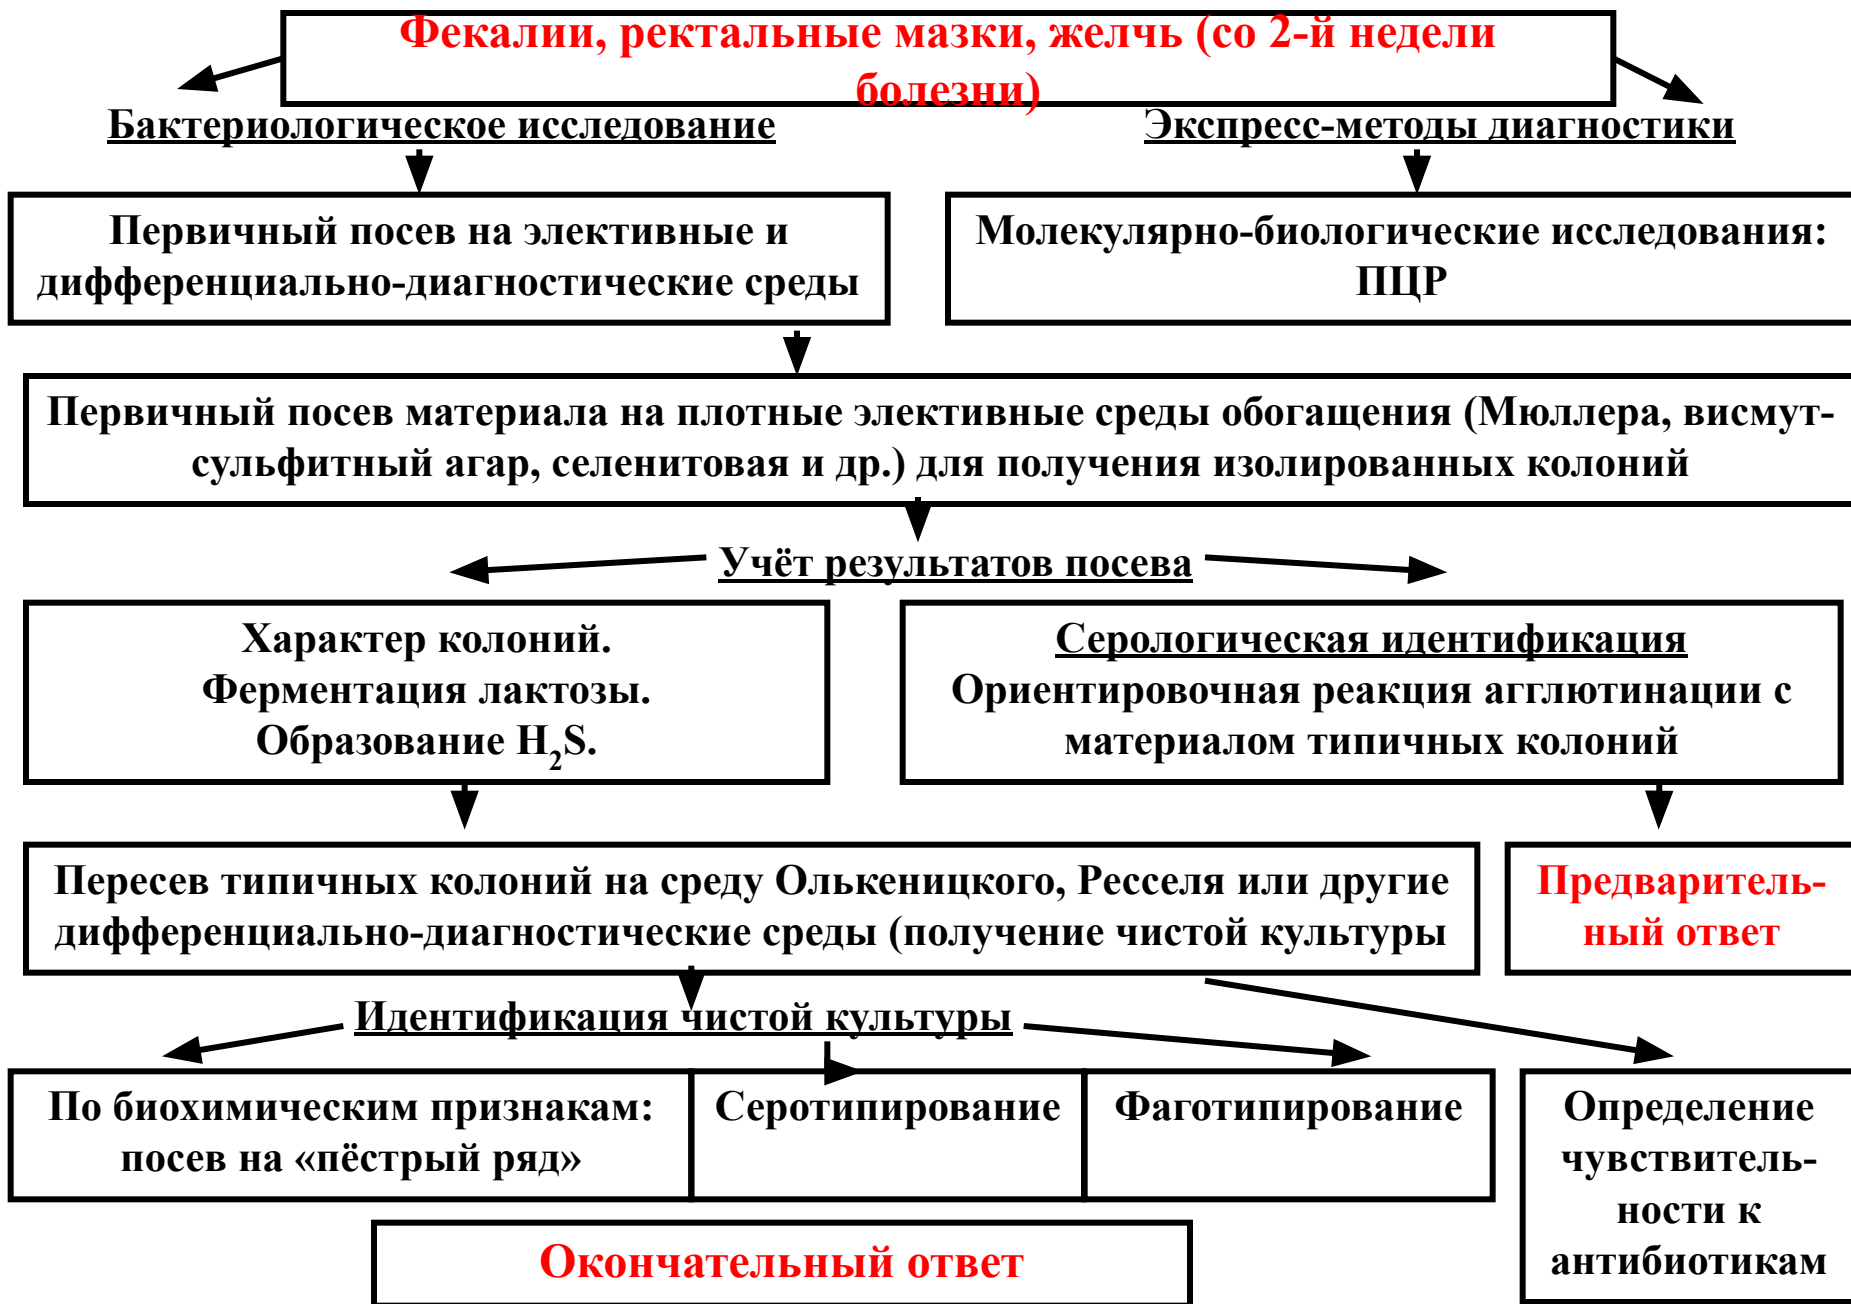 Фекалии, ректальные мазки, желчь (со 2-й недели
болезни)
Бактериологическое исследование
Экспресс-методы диагностики
Первичный посев на элективные и
дифференциально-диагностические среды
Молекулярно-биологические исследования:
ПЦР
Первичный посев материала на плотные элективные среды обогащения (Мюллера, висмут-
сульфитный агар, селенитовая и др.) для получения изолированных колоний
Учёт результатов посева
Характер колоний.
Ферментация лактозы.
Образование H₂S.
Серологическая идентификация
Ориентировочная реакция агглютинации с
материалом типичных колоний
Пересев типичных колоний на среду Олькеницкого, Ресселя или другие
дифференциально-диагностические среды (получение чистой культуры
Предваритель-
ный ответ
Идентификация чистой культуры
По биохимическим признакам:
посев на «пёстрый ряд»
Серотипирование
Фаготипирование
Определение
чувствитель-
ности к
антибиотикам
Окончательный ответ